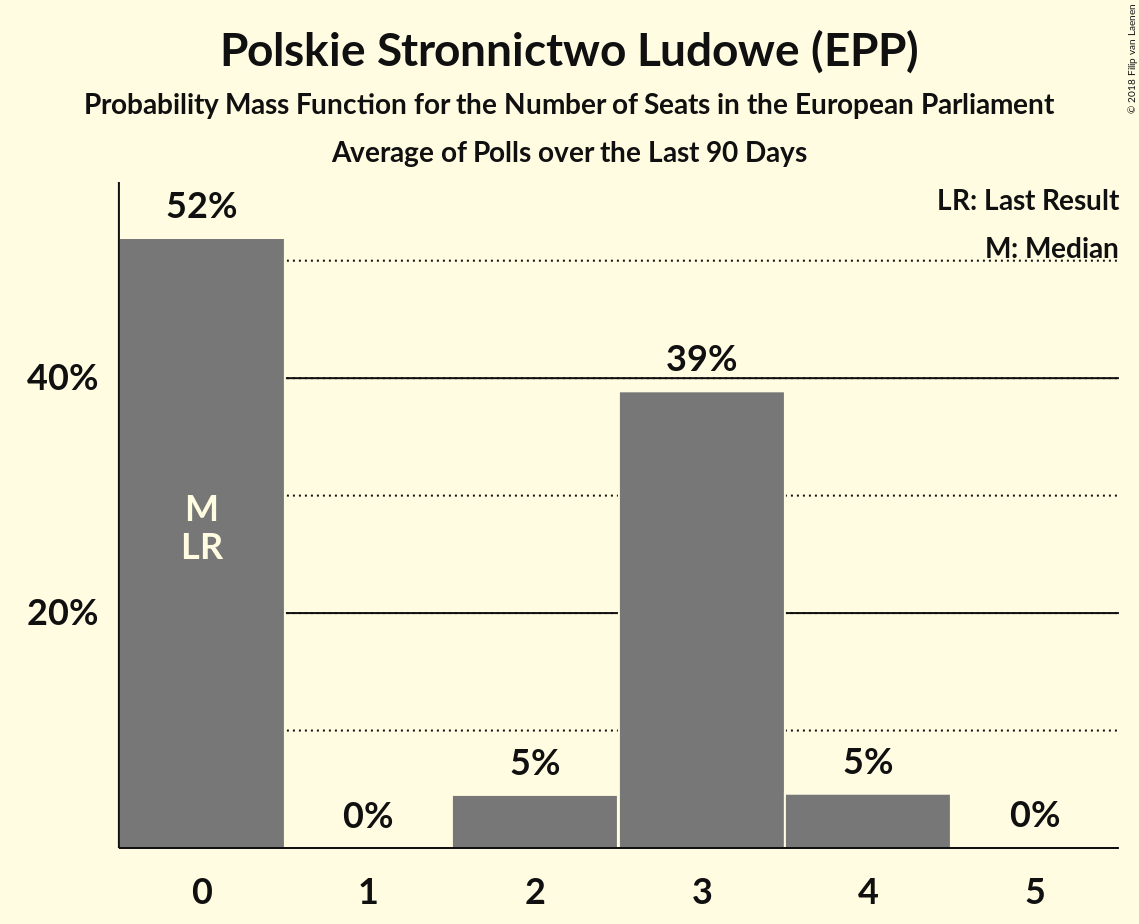 Polskie Stronnictwo Ludowe (EPP)
Probability Mass Function for the Number of Seats in the European Parliament
Average of Polls over the Last 90 Days
© 2018 Filip van Laenen
LR: Last Result
M: Median
52%
39%
5%
5%
0%
0%
40%
20%
M
LR
0 1 2 3 4 5